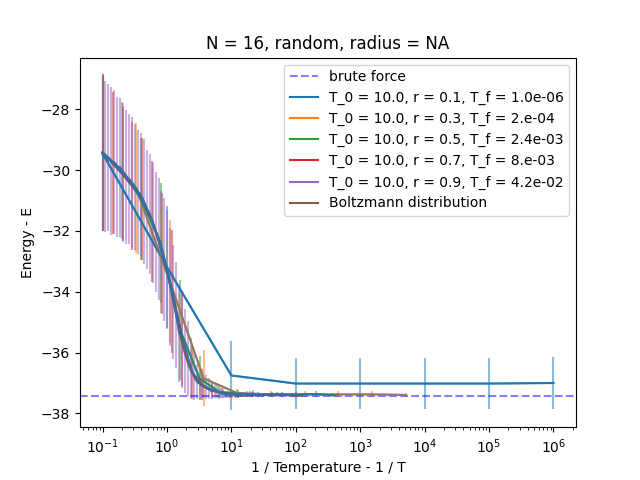 N = 16, random, radius = NA
brute force
T_0 = 10.0, r = 0.1, T_f = 1.0e-06
T_0 = 10.0, r = 0.3, T_f = 2.e-04
T_0 = 10.0, r = 0.5, T_f = 2.4e-03
T_0 = 10.0, r = 0.7, T_f = 8.e-03
T_0 = 10.0, r = 0.9, T_f = 4.2e-02
Boltzmann distribution
Energy - E
−28
−30
−32
−34
−36
−38
10⁻¹ 10⁰ 10¹ 10² 10³ 10⁴ 10⁵ 10⁶
1 / Temperature - 1 / T